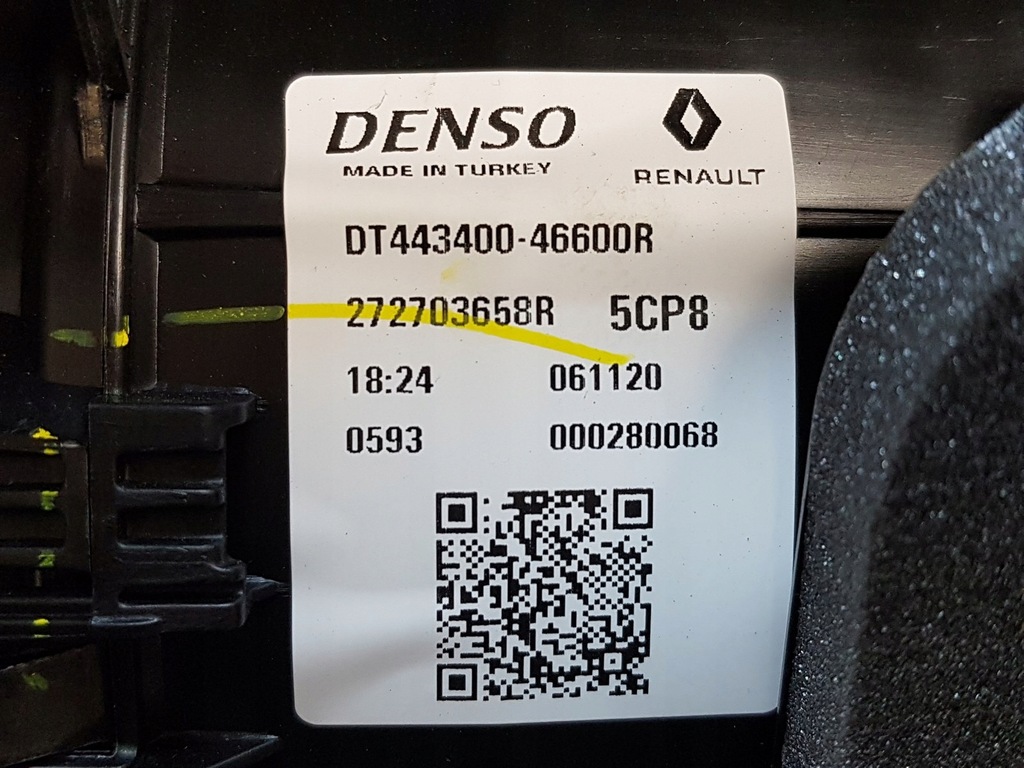 DENSO
MADE IN TURKEY
RENAULT
DT443400-46600R
272703658R 5CP8
18:24 061120
0593 000280068